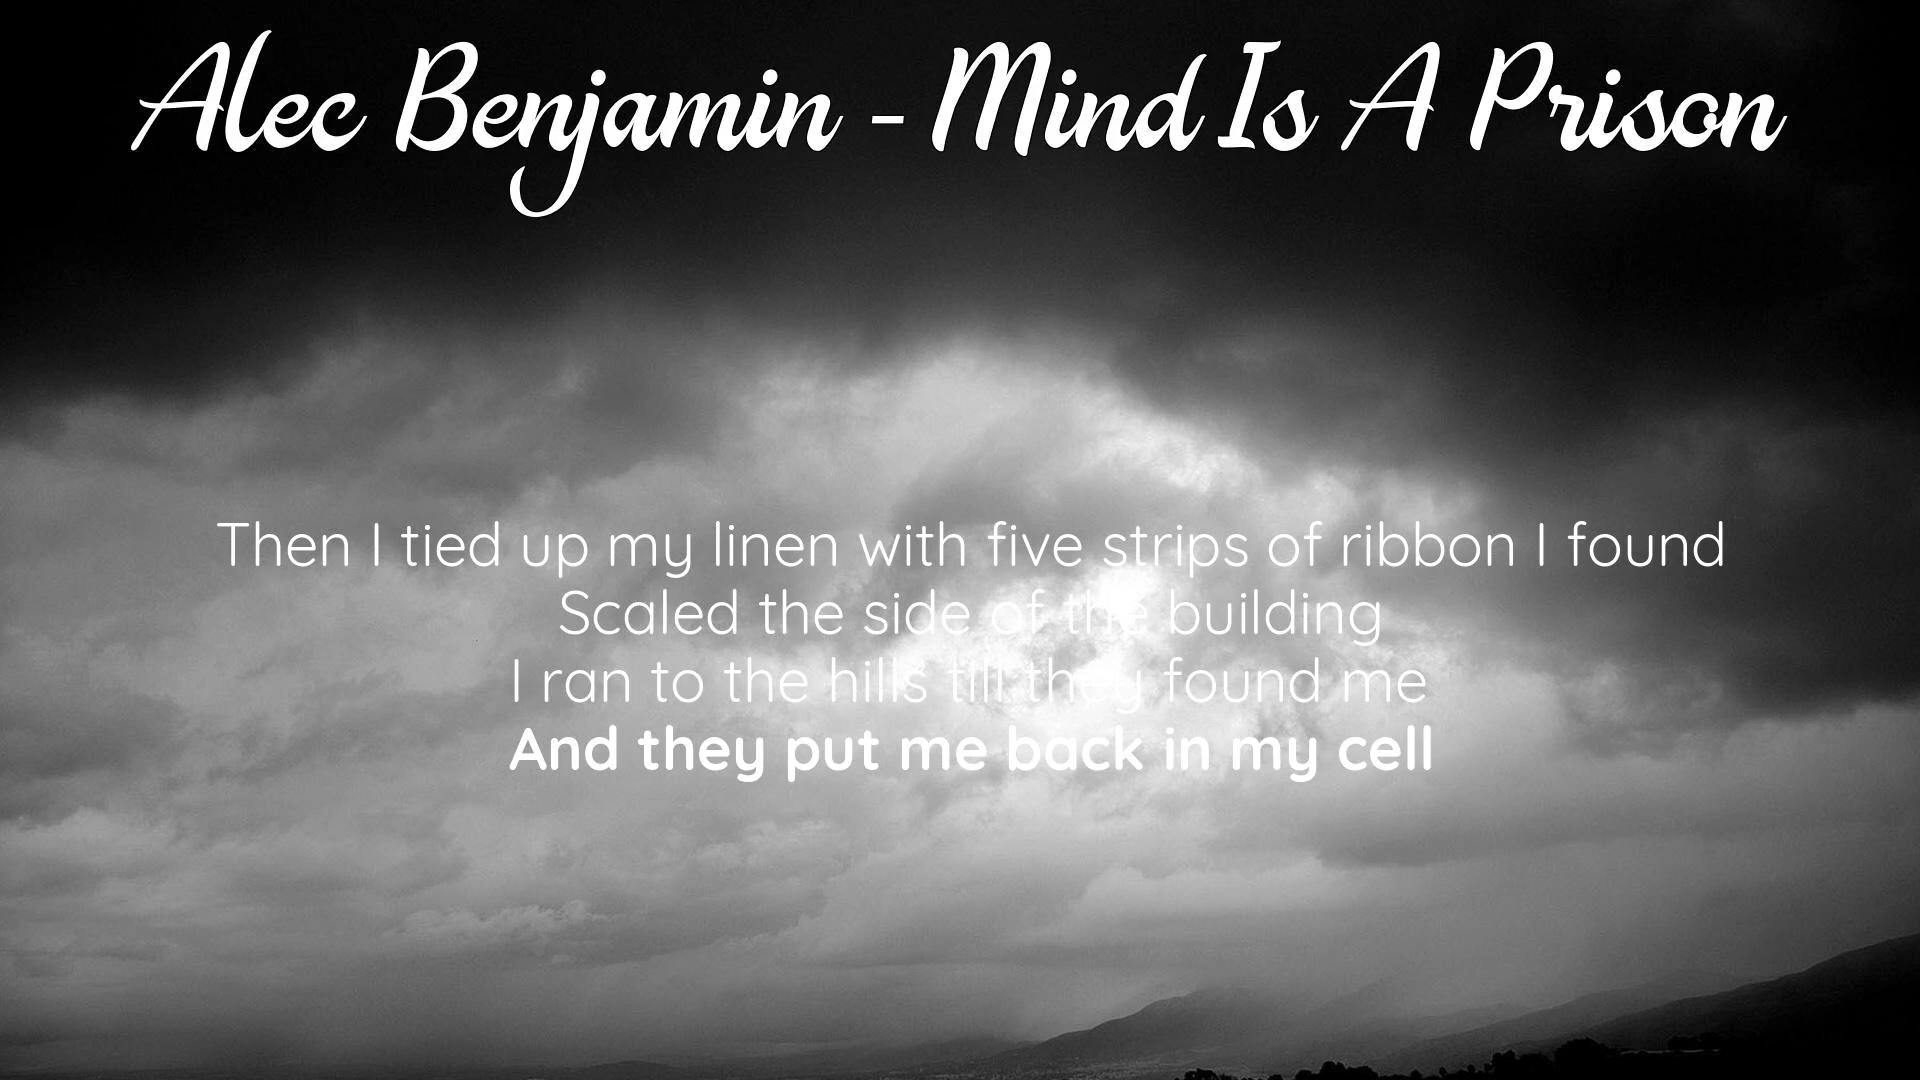 Alec Benjamin - Mind Is A Prison
Then I tied up my linen with five strips of ribbon I found
Scaled the side of the building
I ran to the hills till they found me
And they put me back in my cell